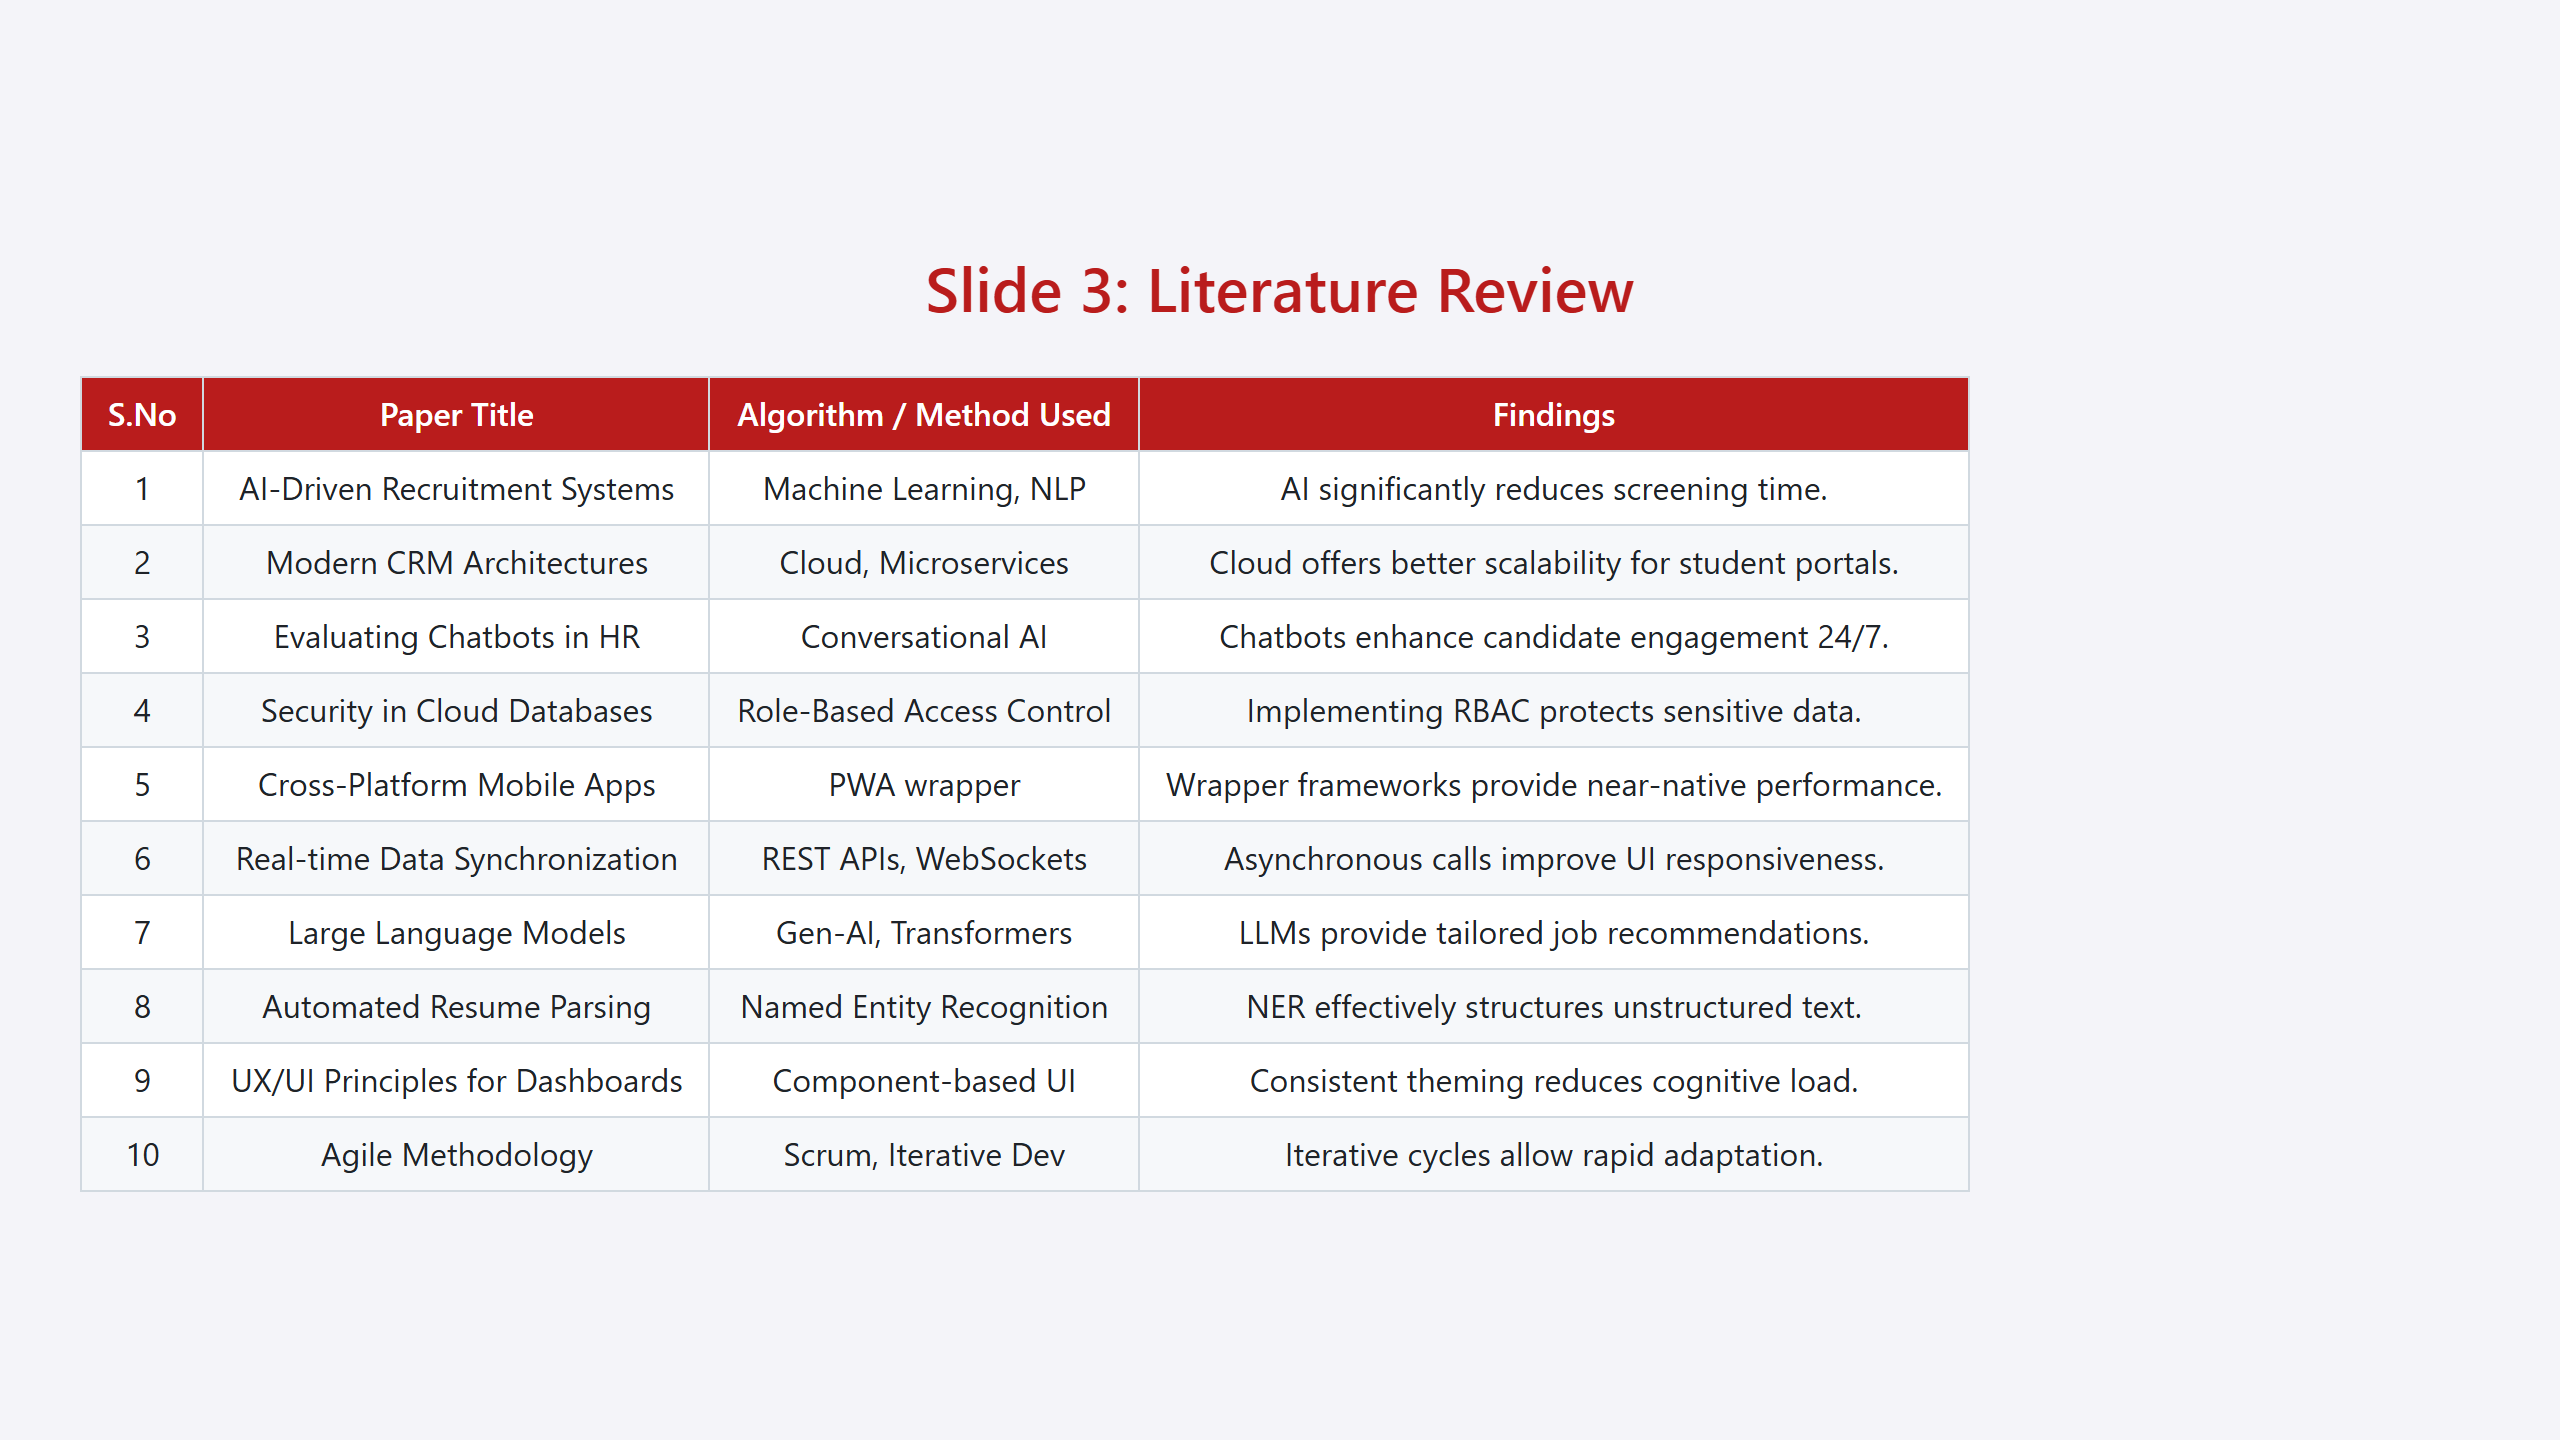 Slide 3: Literature Review
S.No Paper Title Algorithm / Method Used Findings
1 AI-Driven Recruitment Systems Machine Learning, NLP AI significantly reduces screening time.
2 Modern CRM Architectures Cloud, Microservices Cloud offers better scalability for student portals.
3 Evaluating Chatbots in HR Conversational AI Chatbots enhance candidate engagement 24/7.
4 Security in Cloud Databases Role-Based Access Control Implementing RBAC protects sensitive data.
5 Cross-Platform Mobile Apps PWA wrapper Wrapper frameworks provide near-native performance.
6 Real-time Data Synchronization REST APIs, WebSockets Asynchronous calls improve UI responsiveness.
7 Large Language Models Gen-AI, Transformers LLMs provide tailored job recommendations.
8 Automated Resume Parsing Named Entity Recognition NER effectively structures unstructured text.
9 UX/UI Principles for Dashboards Component-based UI Consistent theming reduces cognitive load.
10 Agile Methodology Scrum, Iterative Dev Iterative cycles allow rapid adaptation.